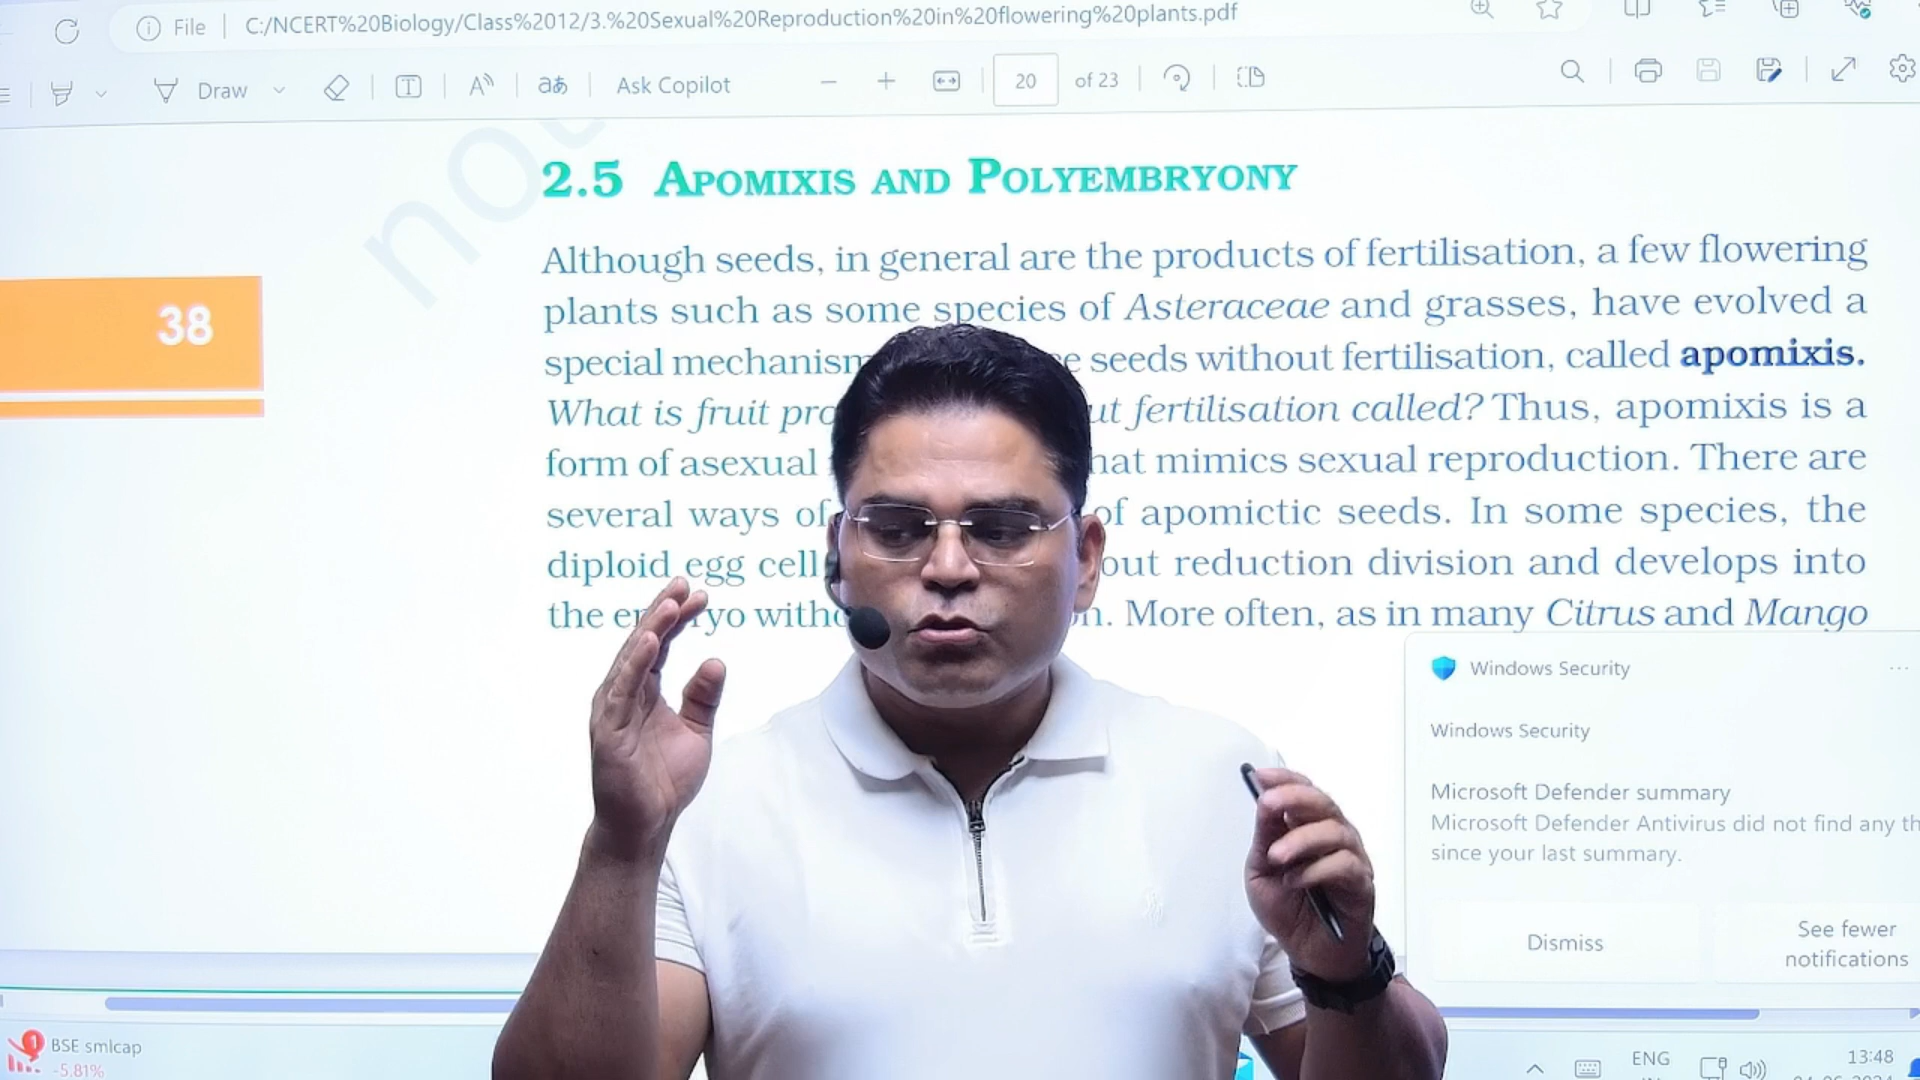 File C:/NCERT%20Biology/Class%2012/3.%20Sexual%20Reproduction%20in%20flowering%20plants.pdf
Draw aあ Ask Copilot 20 of 23
not
2.5 APOMIXIS AND POLYEMBRYONY
Although seeds, in general are the products of fertilisation, a few flowering
plants such as some species of Asteraceae and grasses, have evolved a
38
special mechanism seeds without fertilisation, called apomixis.
What is fruit fertilisation called? Thus, apomixis is a
form of asexual mimics sexual reproduction. There are
several ways of of apomictic seeds. In some species, the
diploid egg cell reduction division and develops into
the More often, as in many Citrus and Mango
Windows Security
Windows Security
Microsoft Defender summary
Microsoft Defender Antivirus did not find any
since your last summary.
Dismiss
See fewer
notifications
1
BSE smlcap
-5.81%
ENG
13:48